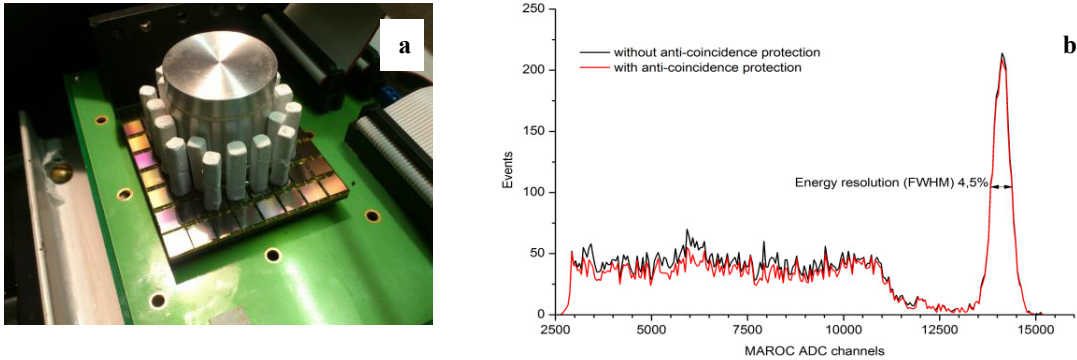 a
b
without anti-coincidence protection
with anti-coincidence protection
Energy resolution (FWHM) 4,5%
Events
250
200
150
100
50
0
2500 5000 7500 10000 12500 15000
MAROC ADC channels